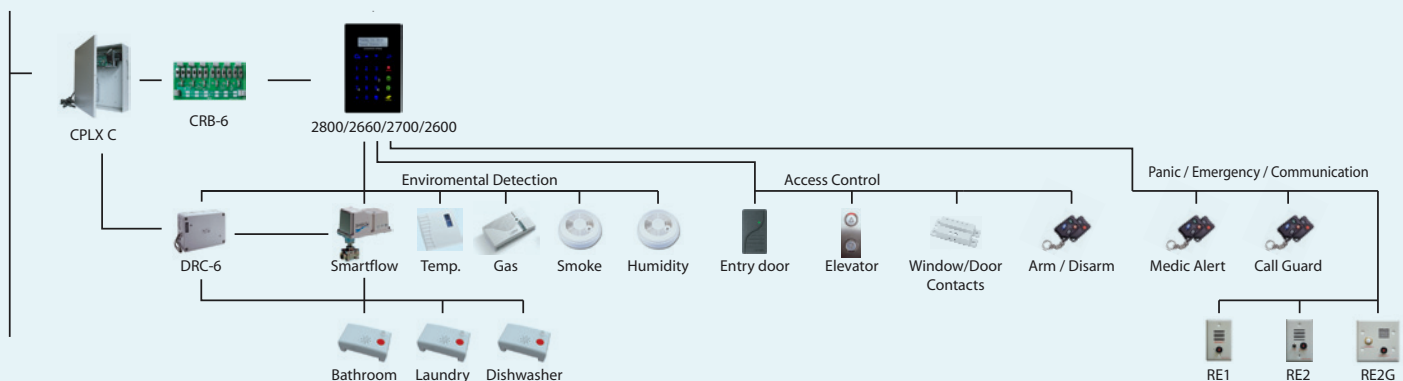 CPLX C
CRB-6
2800/2660/2700/2600
Enviromental Detection
Access Control
Panic / Emergency / Communication
DRC-6
Smartflow
Temp.
Gas
Smoke
Humidity
Entry door
Elevator
Window/Door
Contacts
Arm / Disarm
Medic Alert
Call Guard
Bathroom
Laundry
Dishwasher
RE1
RE2
RE2G